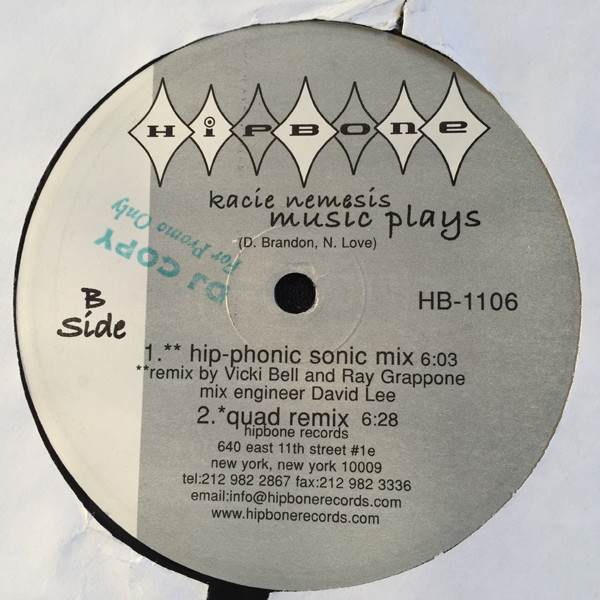 HiPBone
kacie nemesis
music plays
(D. Brandon, N. Love)
DJ COPY
For Promo Only
B
Side
HB-1106
1.** hip-phonic sonic mix 6:03
**remix by Vicki Bell and Ray Grappone
mix engineer David Lee
2.*quad remix 6:28
hipbone records
640 east 11th street #1e
new york, new york 10009
tel:212 982 2867 fax:212 982 3336
email:info@hipbonerecords.com
www.hipbonerecords.com